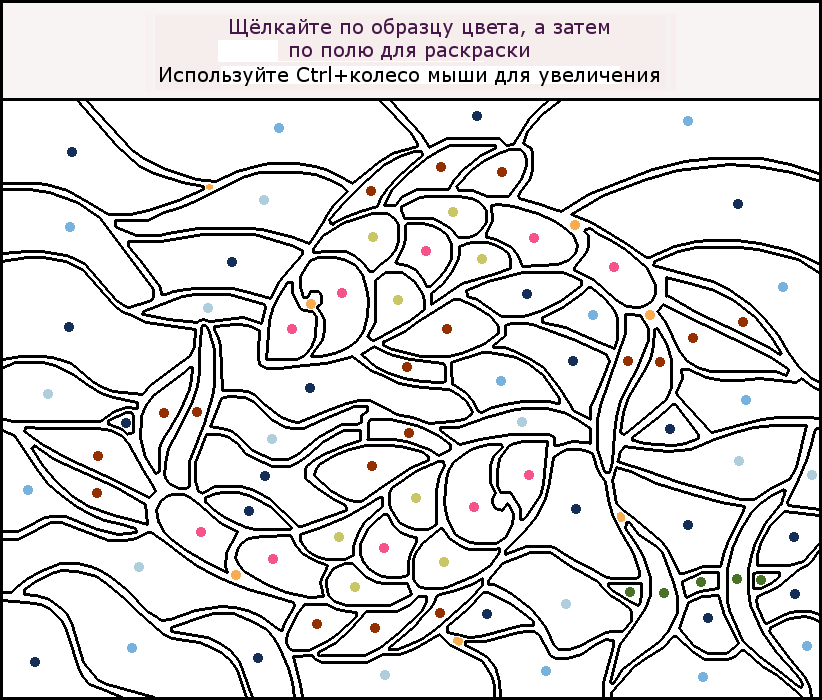 Щёлкайте по образцу цвета, а затем
по полю для раскраски
Используйте Ctrl+колесо мыши для увеличения